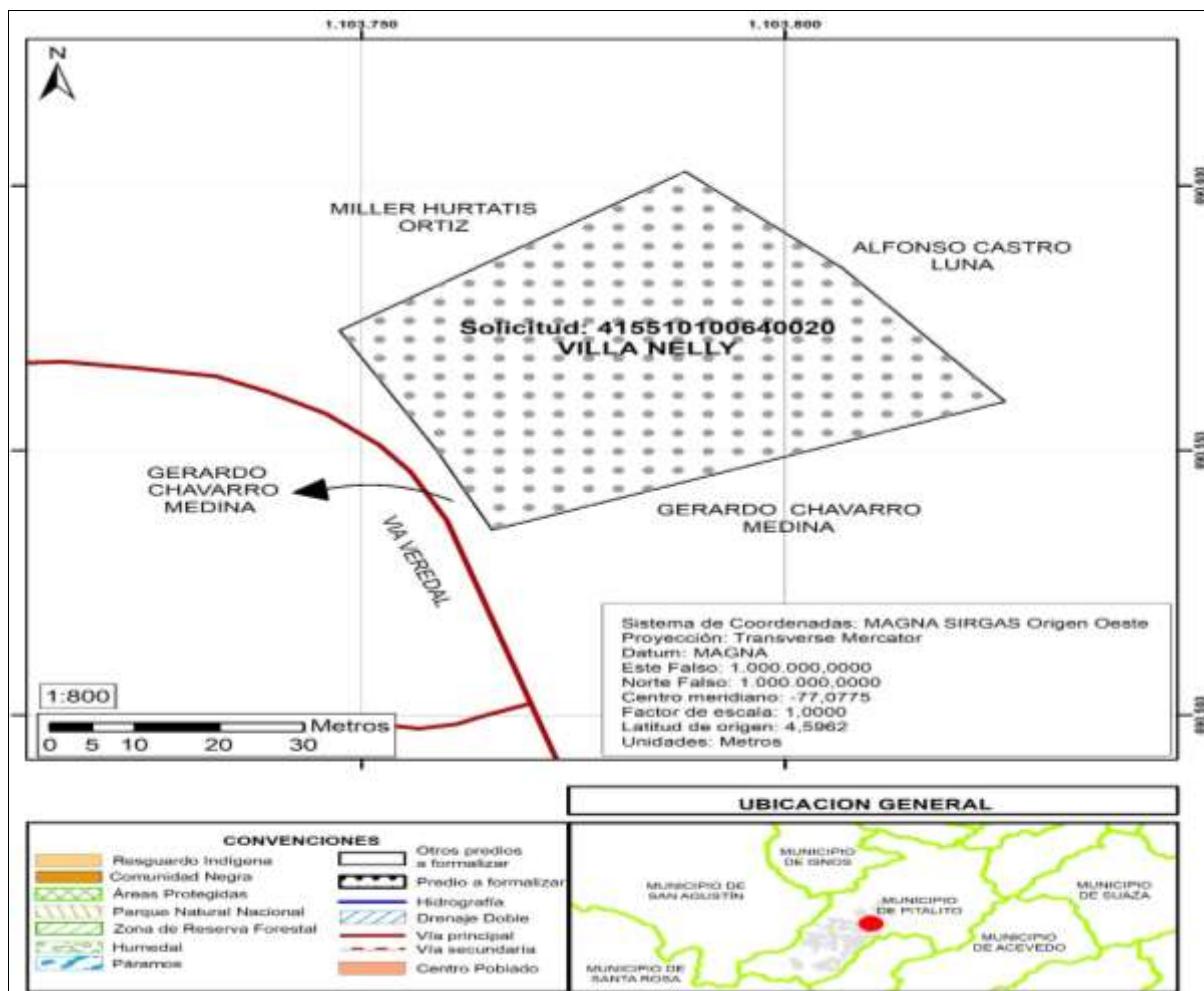 1.103.750
1.103.800
N
MILLER HURTATIS
ORTIZ
ALFONSO CASTRO
LUNA
Solicitud: 415510100640020
VILLA NELLY
GERARDO
CHAVARRO
MEDINA
GERARDO CHAVARRO
MEDINA
VIA VEREDAL
Sistema de Coordenadas: MAGNA SIRGAS Origen Oeste
Proyección: Transverse Mercator
Datum: MAGNA
Este Falso: 1.000.000,0000
Norte Falso: 1.000.000,0000
Centro meridiano: -77,0775
Factor de escala: 1,0000
Latitud de origen: 4,5962
Unidades: Metros
1:800
Metros
0 5 10 20 30
UBICACION GENERAL
CONVENCIONES
Resguardo Indígena
Comunidad Negra
Áreas Protegidas
Parque Natural Nacional
Zona de Reserva Forestal
Humedal
Páramos
Otros predios
a formalizar
Predio a formalizar
Hidrografía
Drenaje Doble
Vía principal
Vía secundaria
Centro Poblado
MUNICIPIO
DE ISNOS
MUNICIPIO DE
SAN AGUSTÍN
MUNICIPIO
DE PITALITO
MUNICIPIO
DE SUAZA
MUNICIPIO
DE ACEVEDO
MUNICIPIO DE
SANTA ROSA